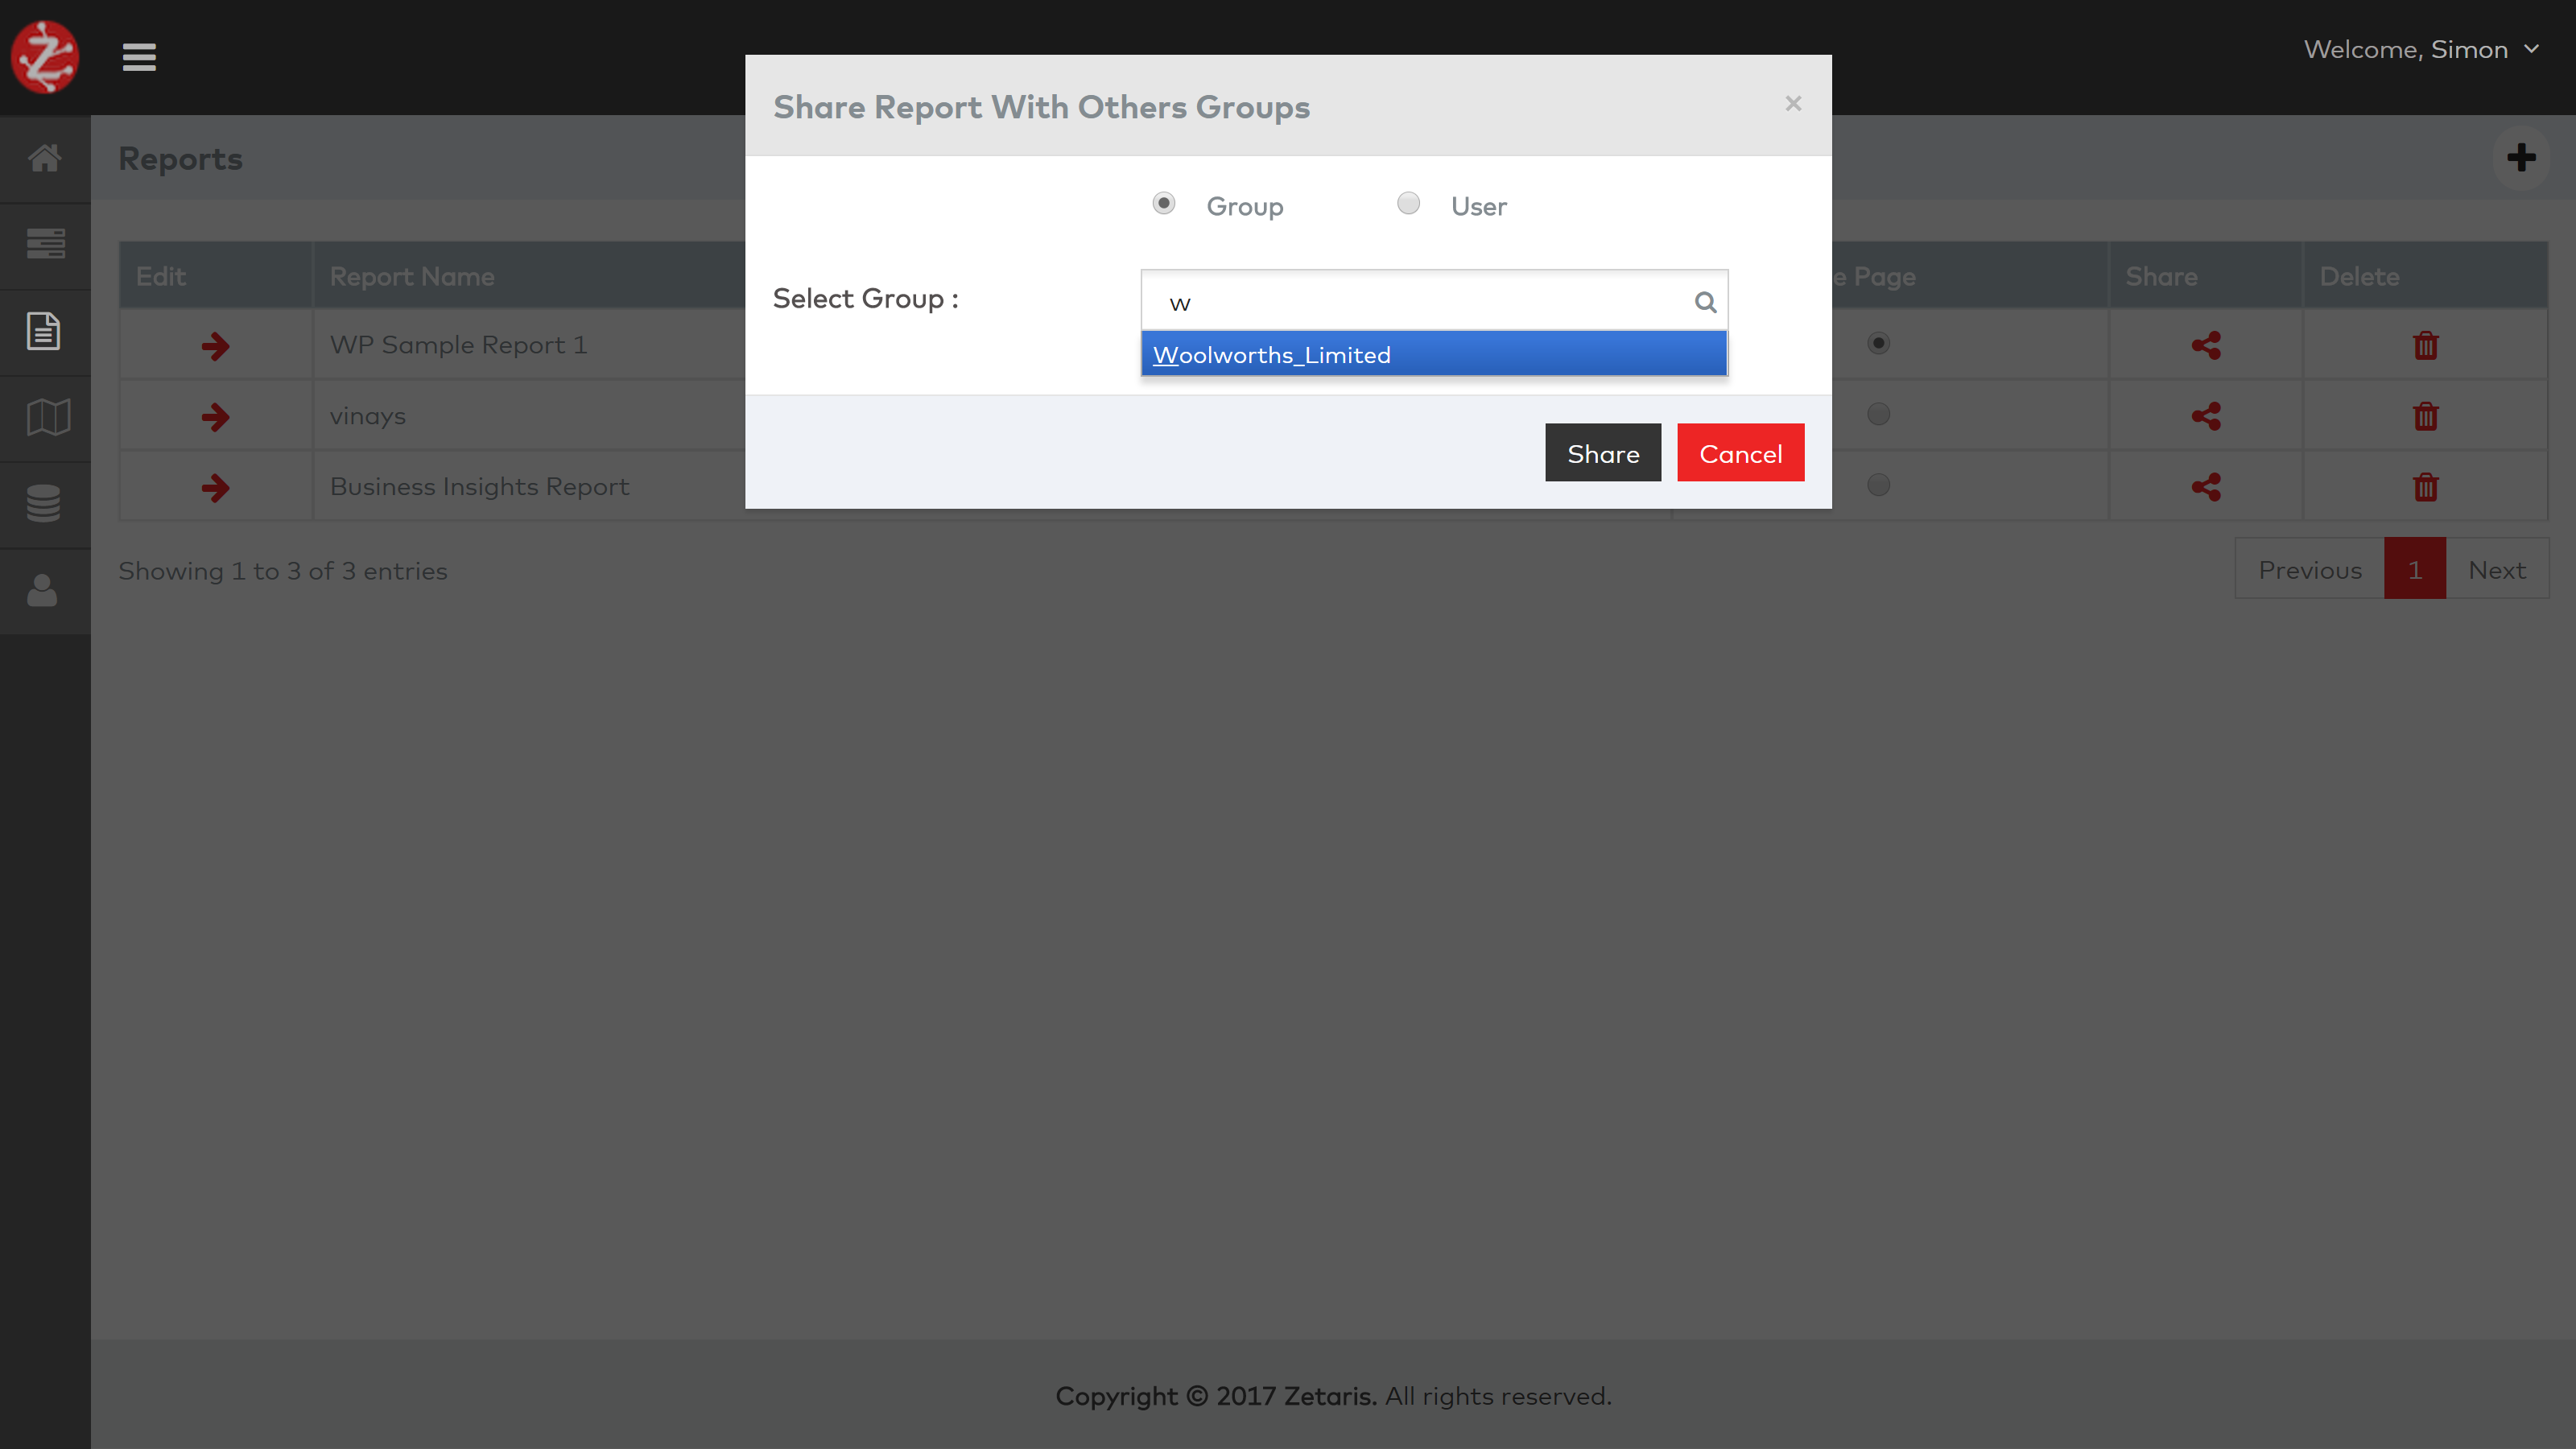 Welcome, Simon
Share Report With Others Groups
×
Reports
Group
User
Edit
Report Name
e Page
Share
Delete
Select Group :
w
Woolworths_Limited
WP Sample Report 1
vinays
Share
Cancel
Business Insights Report
Showing 1 to 3 of 3 entries
Previous
1
Next
Copyright © 2017 Zetaris. All rights reserved.